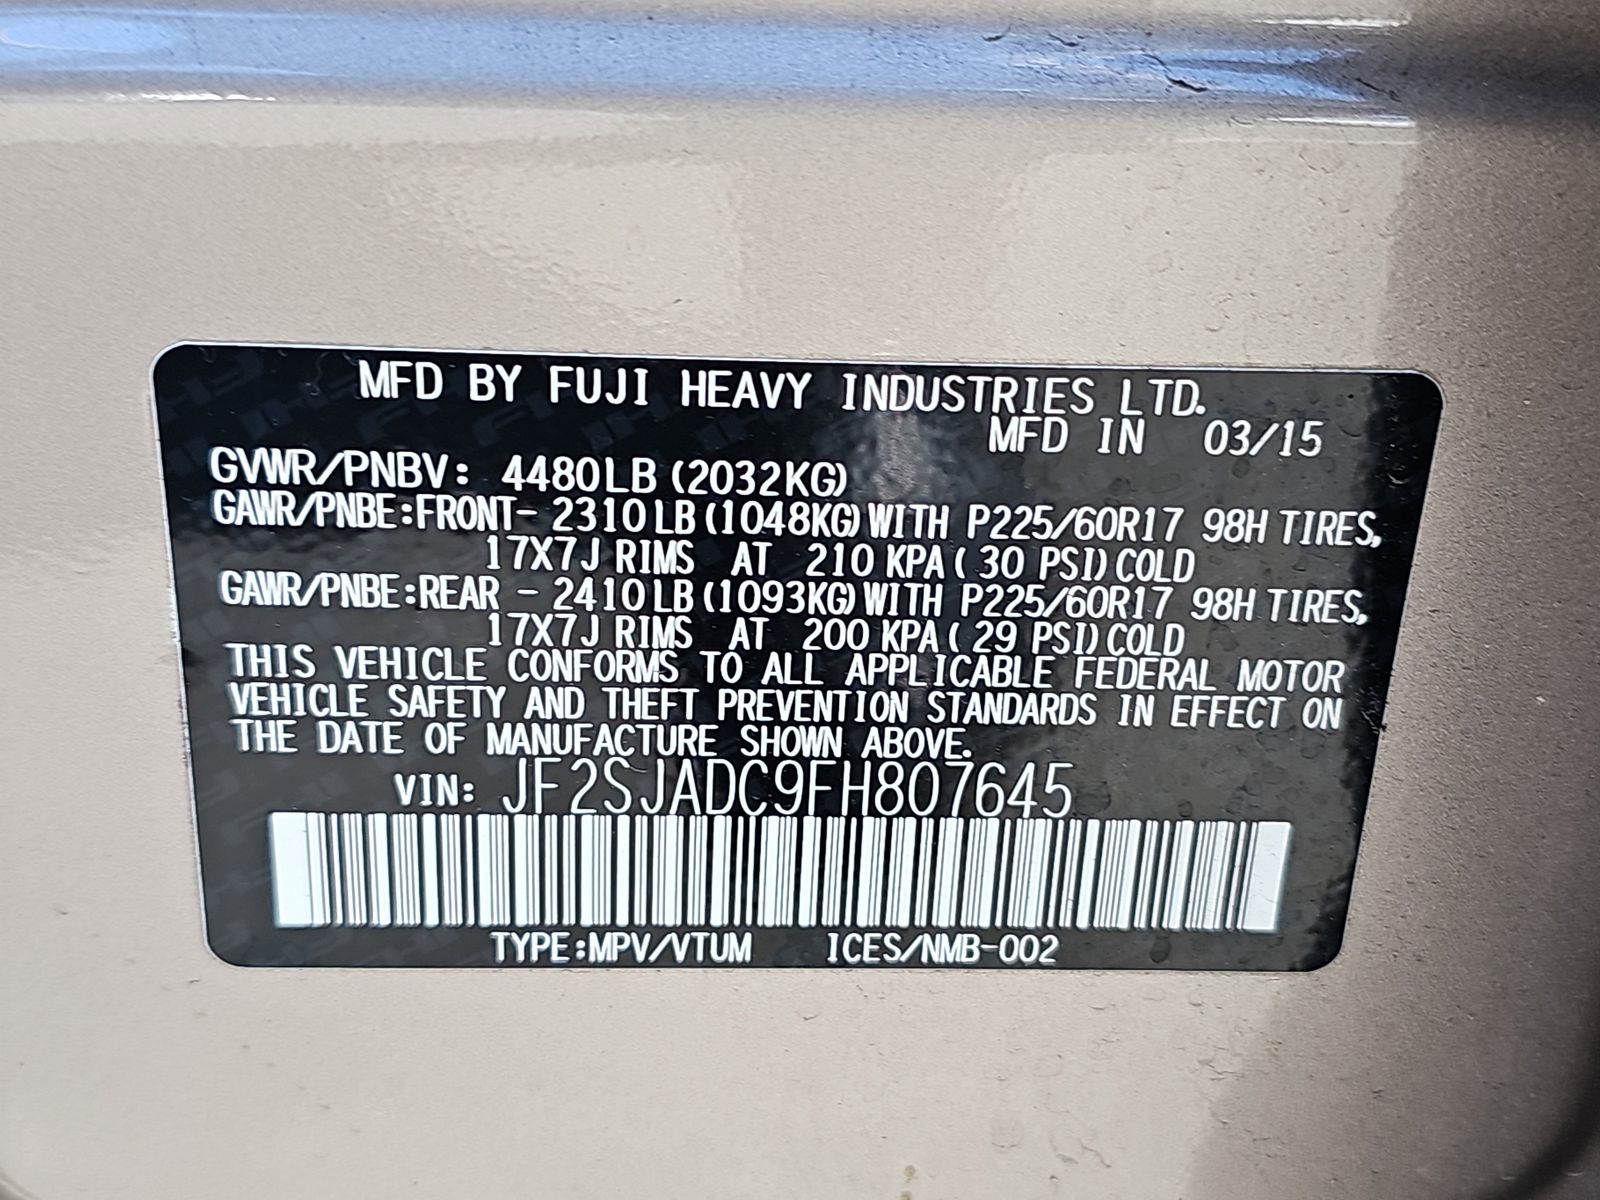 MFD BY FUJI HEAVY INDUSTRIES LTD.
MFD IN 03/15
GVWR/PNBV: 4480LB (2032KG)
GAWR/PNBE:FRONT- 2310LB (1048KG) WITH P225/60R17 98H TIRES,
17X7J RIMS AT 210 KPA ( 30 PSI) COLD
GAWR/PNBE:REAR - 2410LB (1093KG) WITH P225/60R17 98H TIRES,
17X7J RIMS AT 200 KPA ( 29 PSI) COLD
THIS VEHICLE CONFORMS TO ALL APPLICABLE FEDERAL MOTOR
VEHICLE SAFETY AND THEFT PREVENTION STANDARDS IN EFFECT ON
THE DATE OF MANUFACTURE SHOWN ABOVE.
VIN: JF2SJADC9FH807645
TYPE:MPV/VTUM ICES/NMB-002